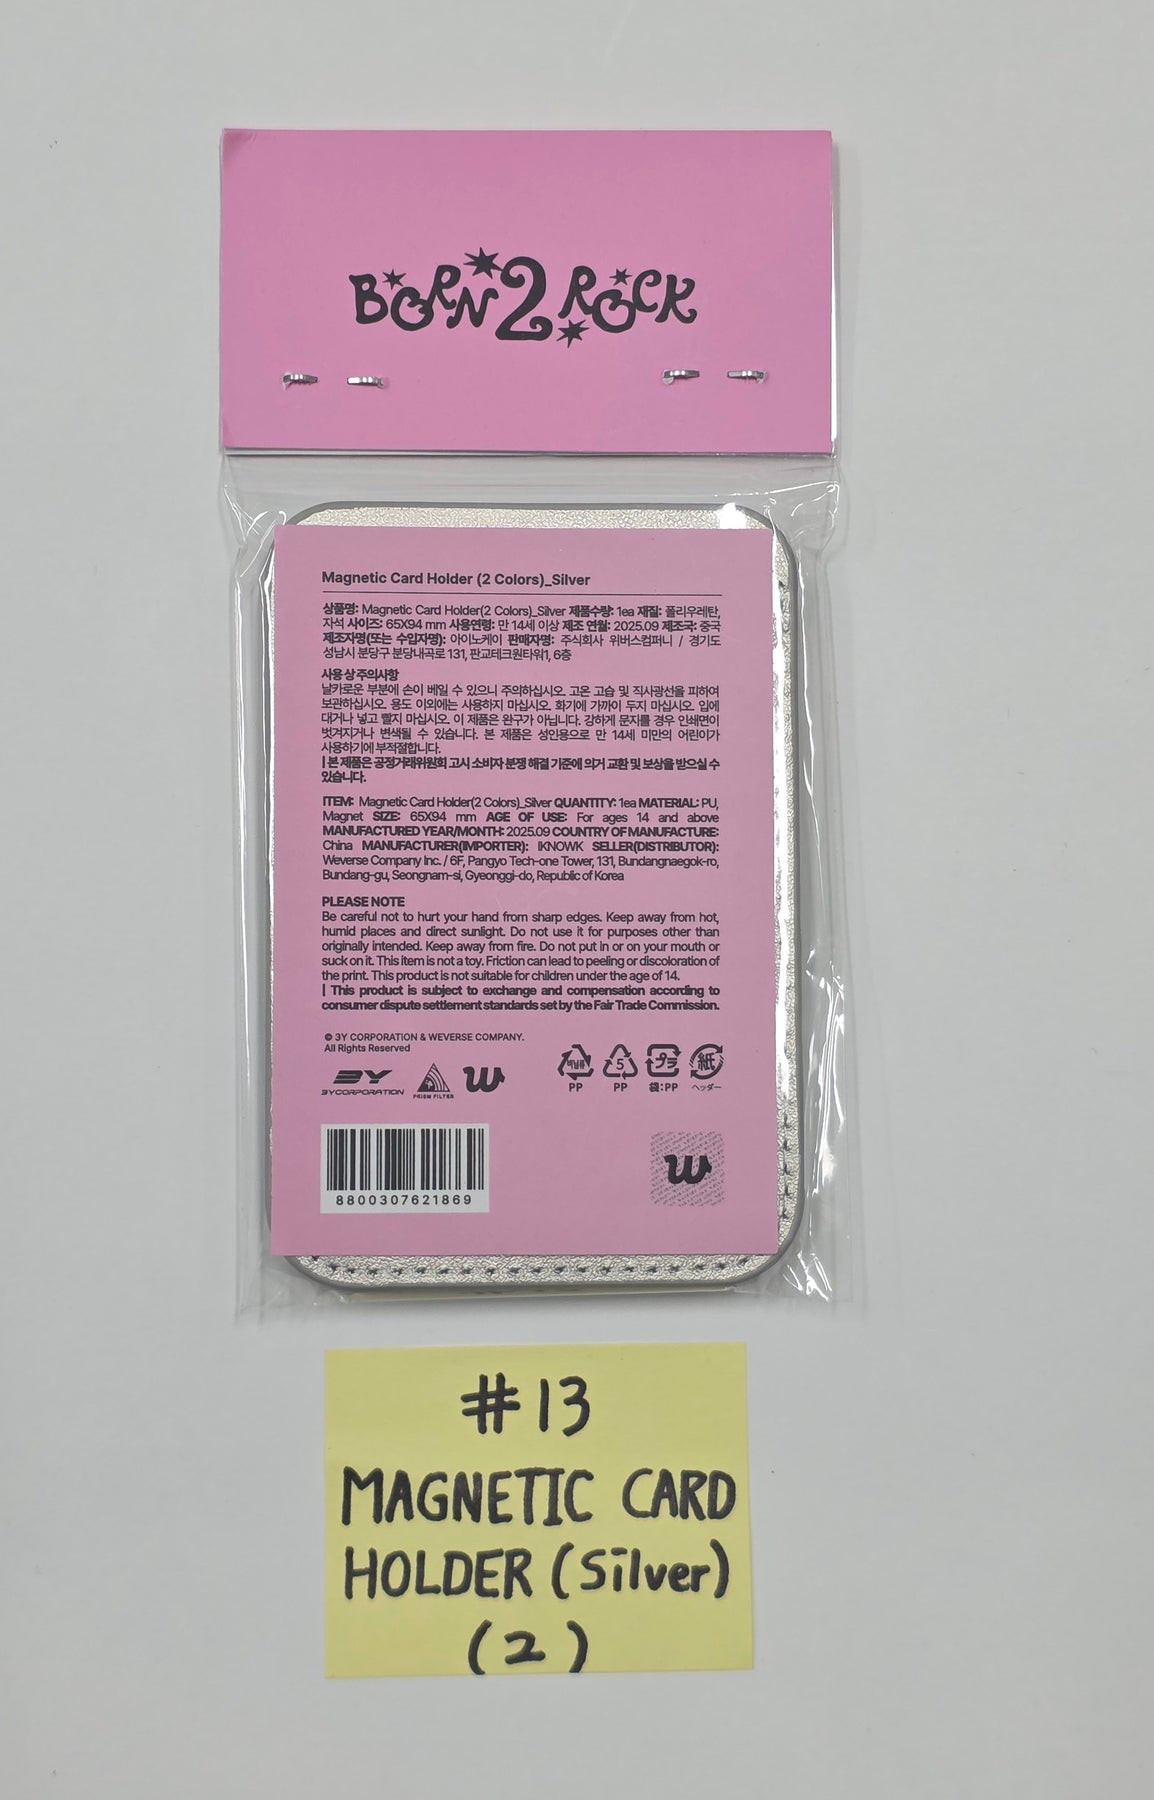 BORN 2 ROCK
Magnetic Card Holder (2 Colors)_Silver
상품명: Magnetic Card Holder(2 Colors)_Silver 제품수량: 1ea 재질: 폴리우레탄,
자석 사이즈: 65X94 mm 사용연령: 만 14세 이상 제조 연월: 2025.09 제조국: 중국
제조자명(또는 수입자명): 아이노케이 판매자명: 주식회사 위버스컴퍼니 / 경기도
성남시 분당구 분당내곡로 131, 판교테크원타워1, 6층
사용 상 주의사항
날카로운 부분에 손이 베일 수 있으니 주의하십시오. 고온 고습 및 직사광선을 피하여
보관하십시오. 용도 이외에는 사용하지 마십시오. 화기에 가까이 두지 마십시오. 입에
대거나 넣고 빨지 마십시오. 이 제품은 완구가 아닙니다. 강하게 문지를 경우 인쇄면이
벗겨지거나 변색될 수 있습니다. 본 제품은 성인용으로 만 14세 미만의 어린이가
사용하기에 부적절합니다.
| 본 제품은 공정거래위원회 고시 소비자 분쟁 해결 기준에 의거 교환 및 보상을 받으실 수
있습니다.
ITEM: Magnetic Card Holder(2 Colors)_Silver QUANTITY: 1ea MATERIAL: PU,
Magnet SIZE: 65X94 mm AGE OF USE: For ages 14 and above
MANUFACTURED YEAR/MONTH: 2025.09 COUNTRY OF MANUFACTURE:
China MANUFACTURER(IMPORTER): IKNOWK SELLER(DISTRIBUTOR):
Weverse Company Inc. / 6F, Pangyo Tech-one Tower, 131, Bundangnaegok-ro,
Bundang-gu, Seongnam-si, Gyeonggi-do, Republic of Korea
PLEASE NOTE
Be careful not to hurt your hand from sharp edges. Keep away from hot,
humid places and direct sunlight. Do not use it for purposes other than
originally intended. Keep away from fire. Do not put in or on your mouth or
suck on it. This item is not a toy. Friction can lead to peeling or discoloration of
the print. This product is not suitable for children under the age of 14.
| This product is subject to exchange and compensation according to
consumer dispute settlement standards set by the Fair Trade Commission.
© 3Y CORPORATION & WEVERSE COMPANY.
All Rights Reserved
3Y
3YCORPORATION
PRISM FILTER
W
비닐류
PP
5
PP
プラ
袋:PP
紙
ヘッダー
8800307621869
W
#13
MAGNETIC CARD
HOLDER (Silver)
(2)